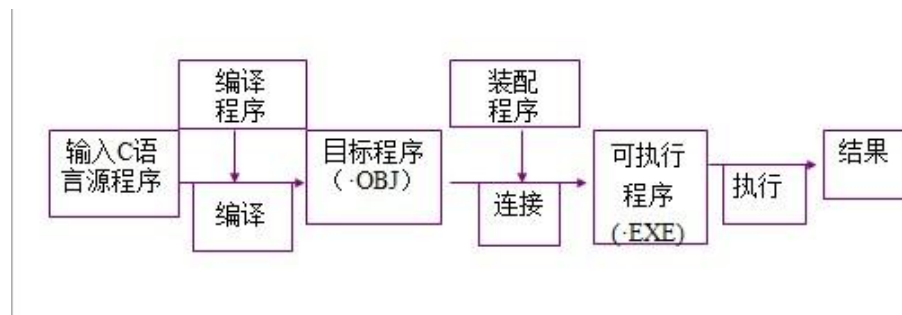 编译
程序
装配
程序
输入C语
言源程序
目标程序
（·OBJ）
可执行
程序
(·EXE)
结果
编译
连接
执行